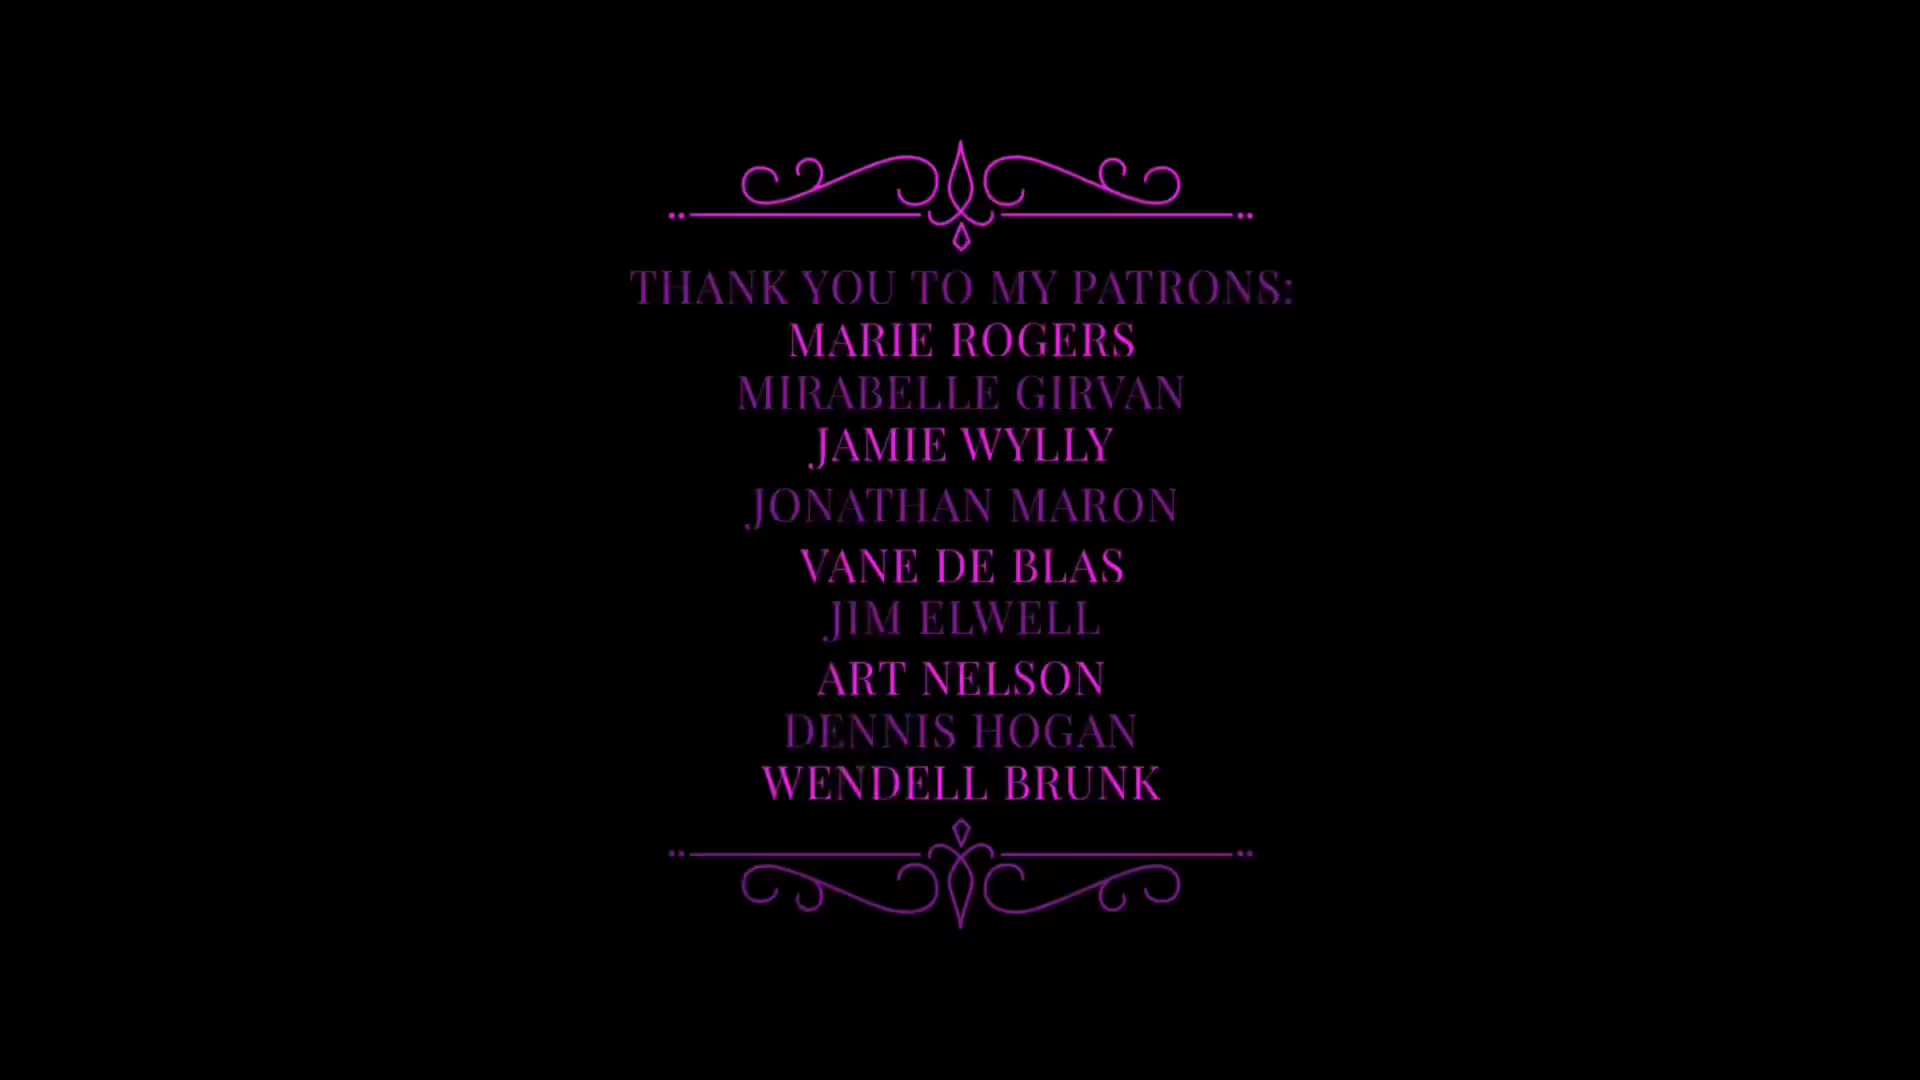 THANK YOU TO MY PATRONS:
MARIE ROGERS
MIRABELLE GIRVAN
JAMIE WYLLY
JONATHAN MARON
VANE DE BLAS
JIM ELWELL
ART NELSON
DENNIS HOGAN
WENDELL BRUNK